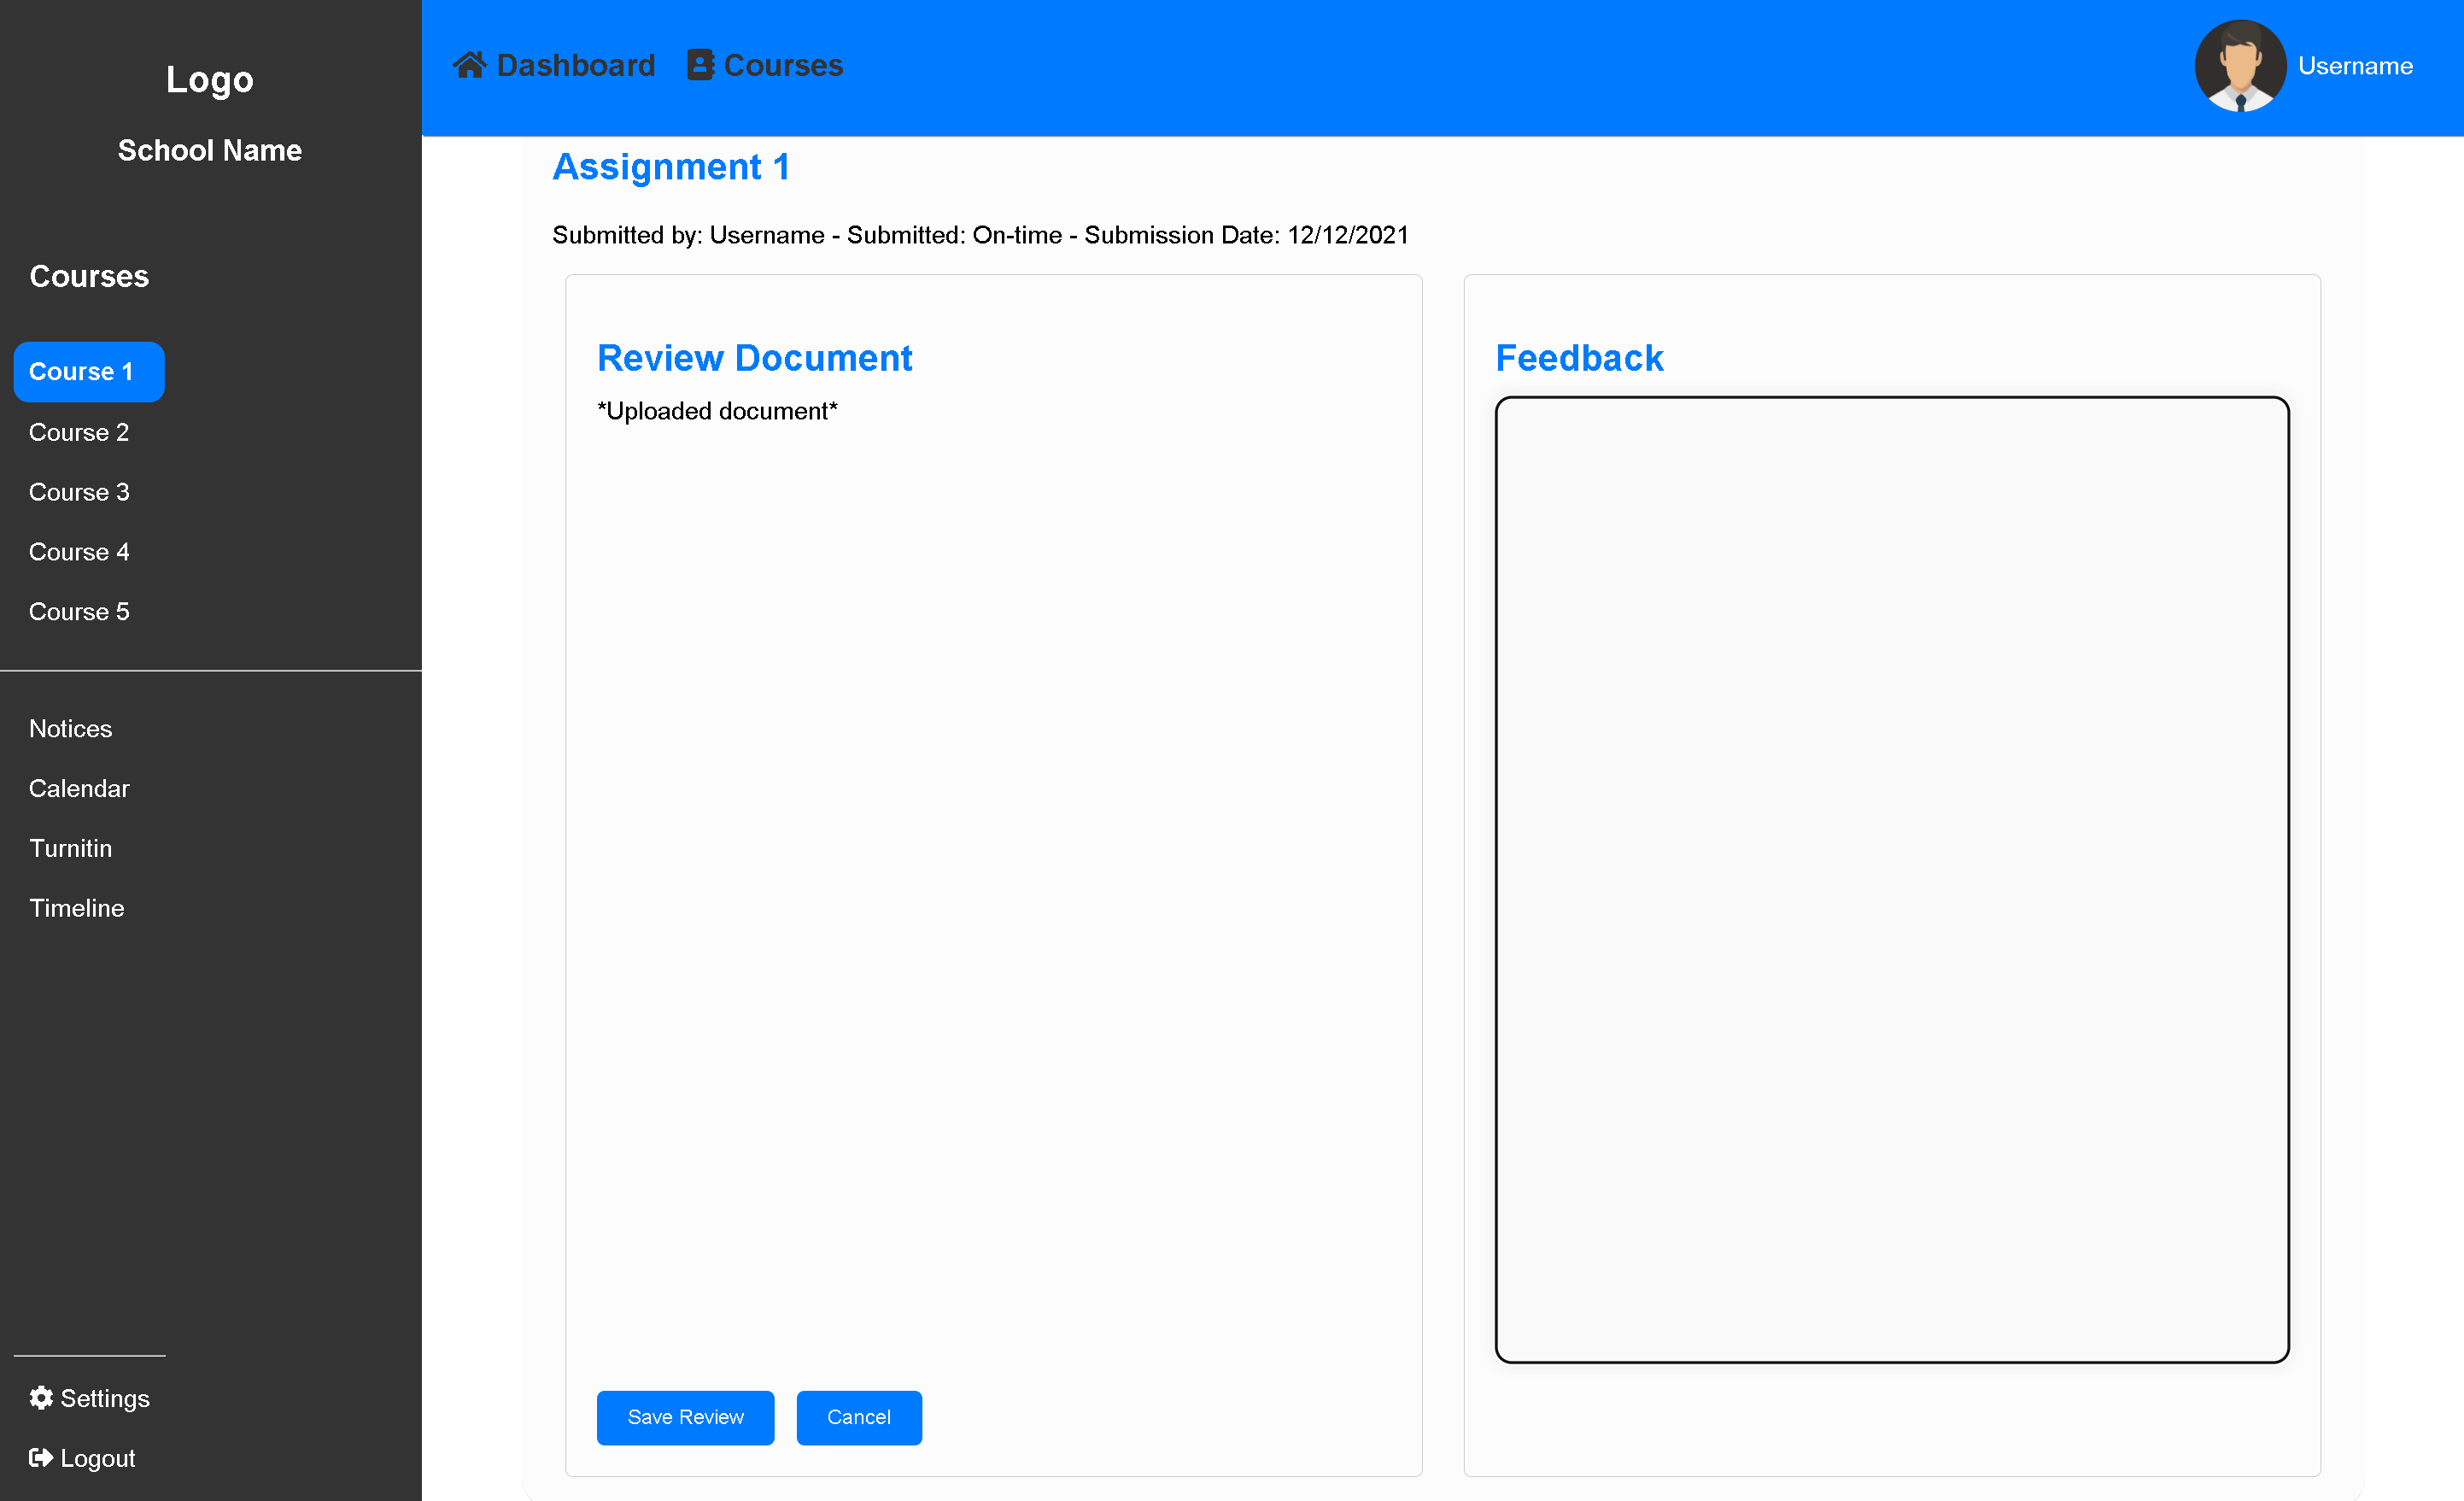 Logo
School Name
Courses
Course 1
Course 2
Course 3
Course 4
Course 5
Notices
Calendar
Turnitin
Timeline
Settings
Logout
Dashboard Courses
Username
Assignment 1
Submitted by: Username - Submitted: On-time - Submission Date: 12/12/2021
Review Document
*Uploaded document*
Save Review Cancel
Feedback